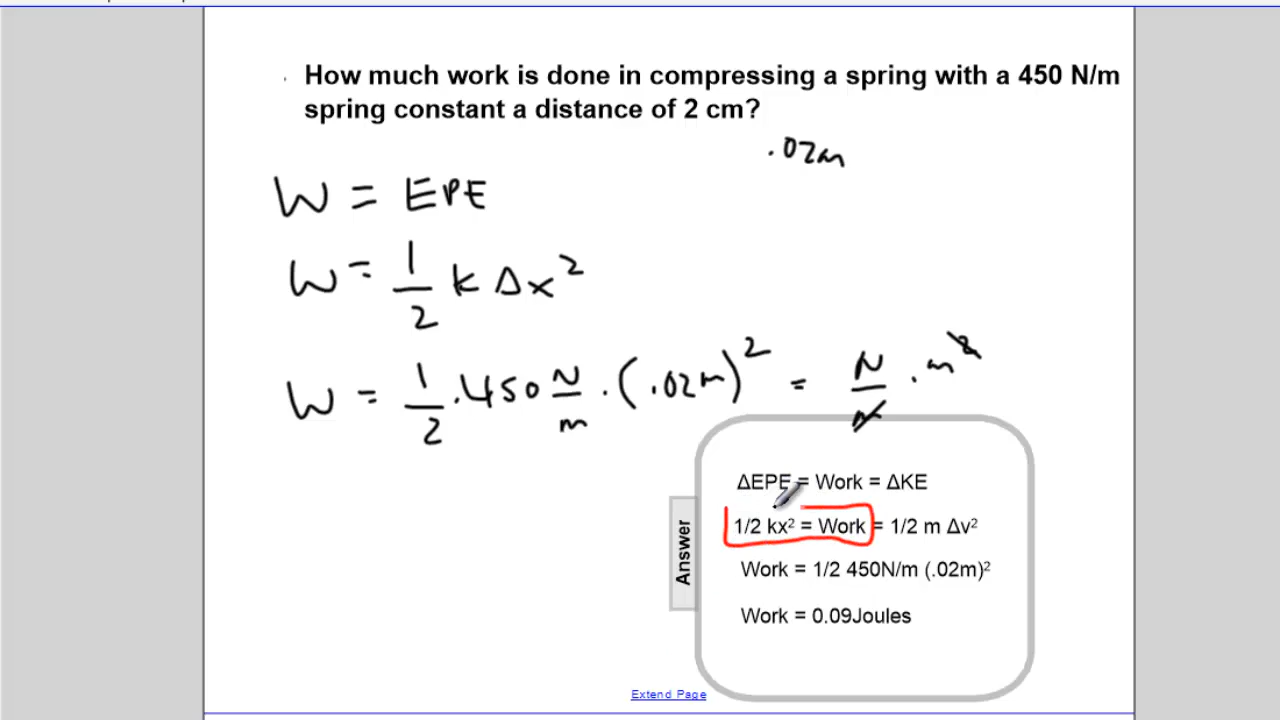 How much work is done in compressing a spring with a 450 N/m
spring constant a distance of 2 cm?
.02m
W = EPE
W = 1/2 k Δx²
W = 1/2 . 450 N/m . (.02m)² = N/m . m²
ΔEPE = Work = ΔKE
1/2 kx² = Work = 1/2 m Δv²
Answer
Work = 1/2 450N/m (.02m)²
Work = 0.09Joules
Extend Page